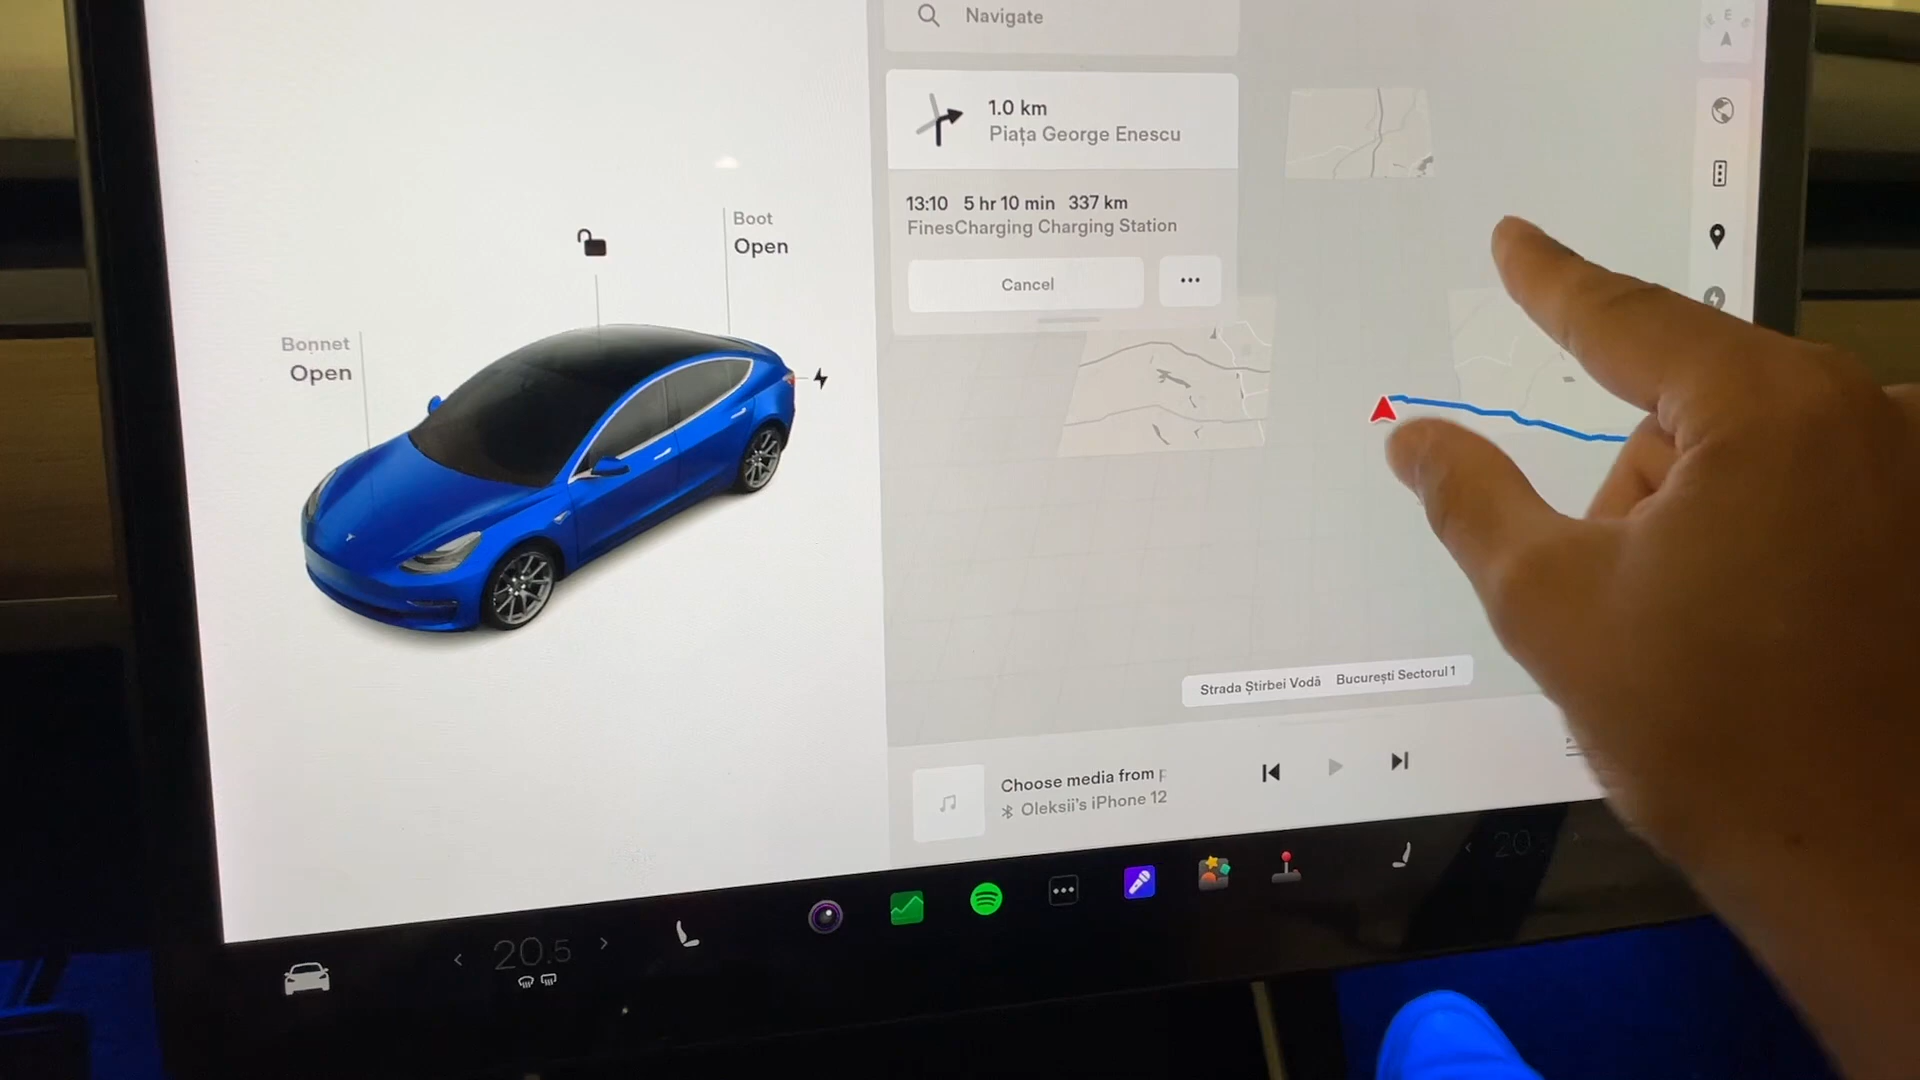 Navigate
1.0 km
Piața George Enescu
13:10 5 hr 10 min 337 km
FinesCharging Charging Station
Cancel
Boot
Open
Bonnet
Open
Strada Știrbei Vodă București Sectorul 1
Choose media from
Oleksii's iPhone 12
20.5